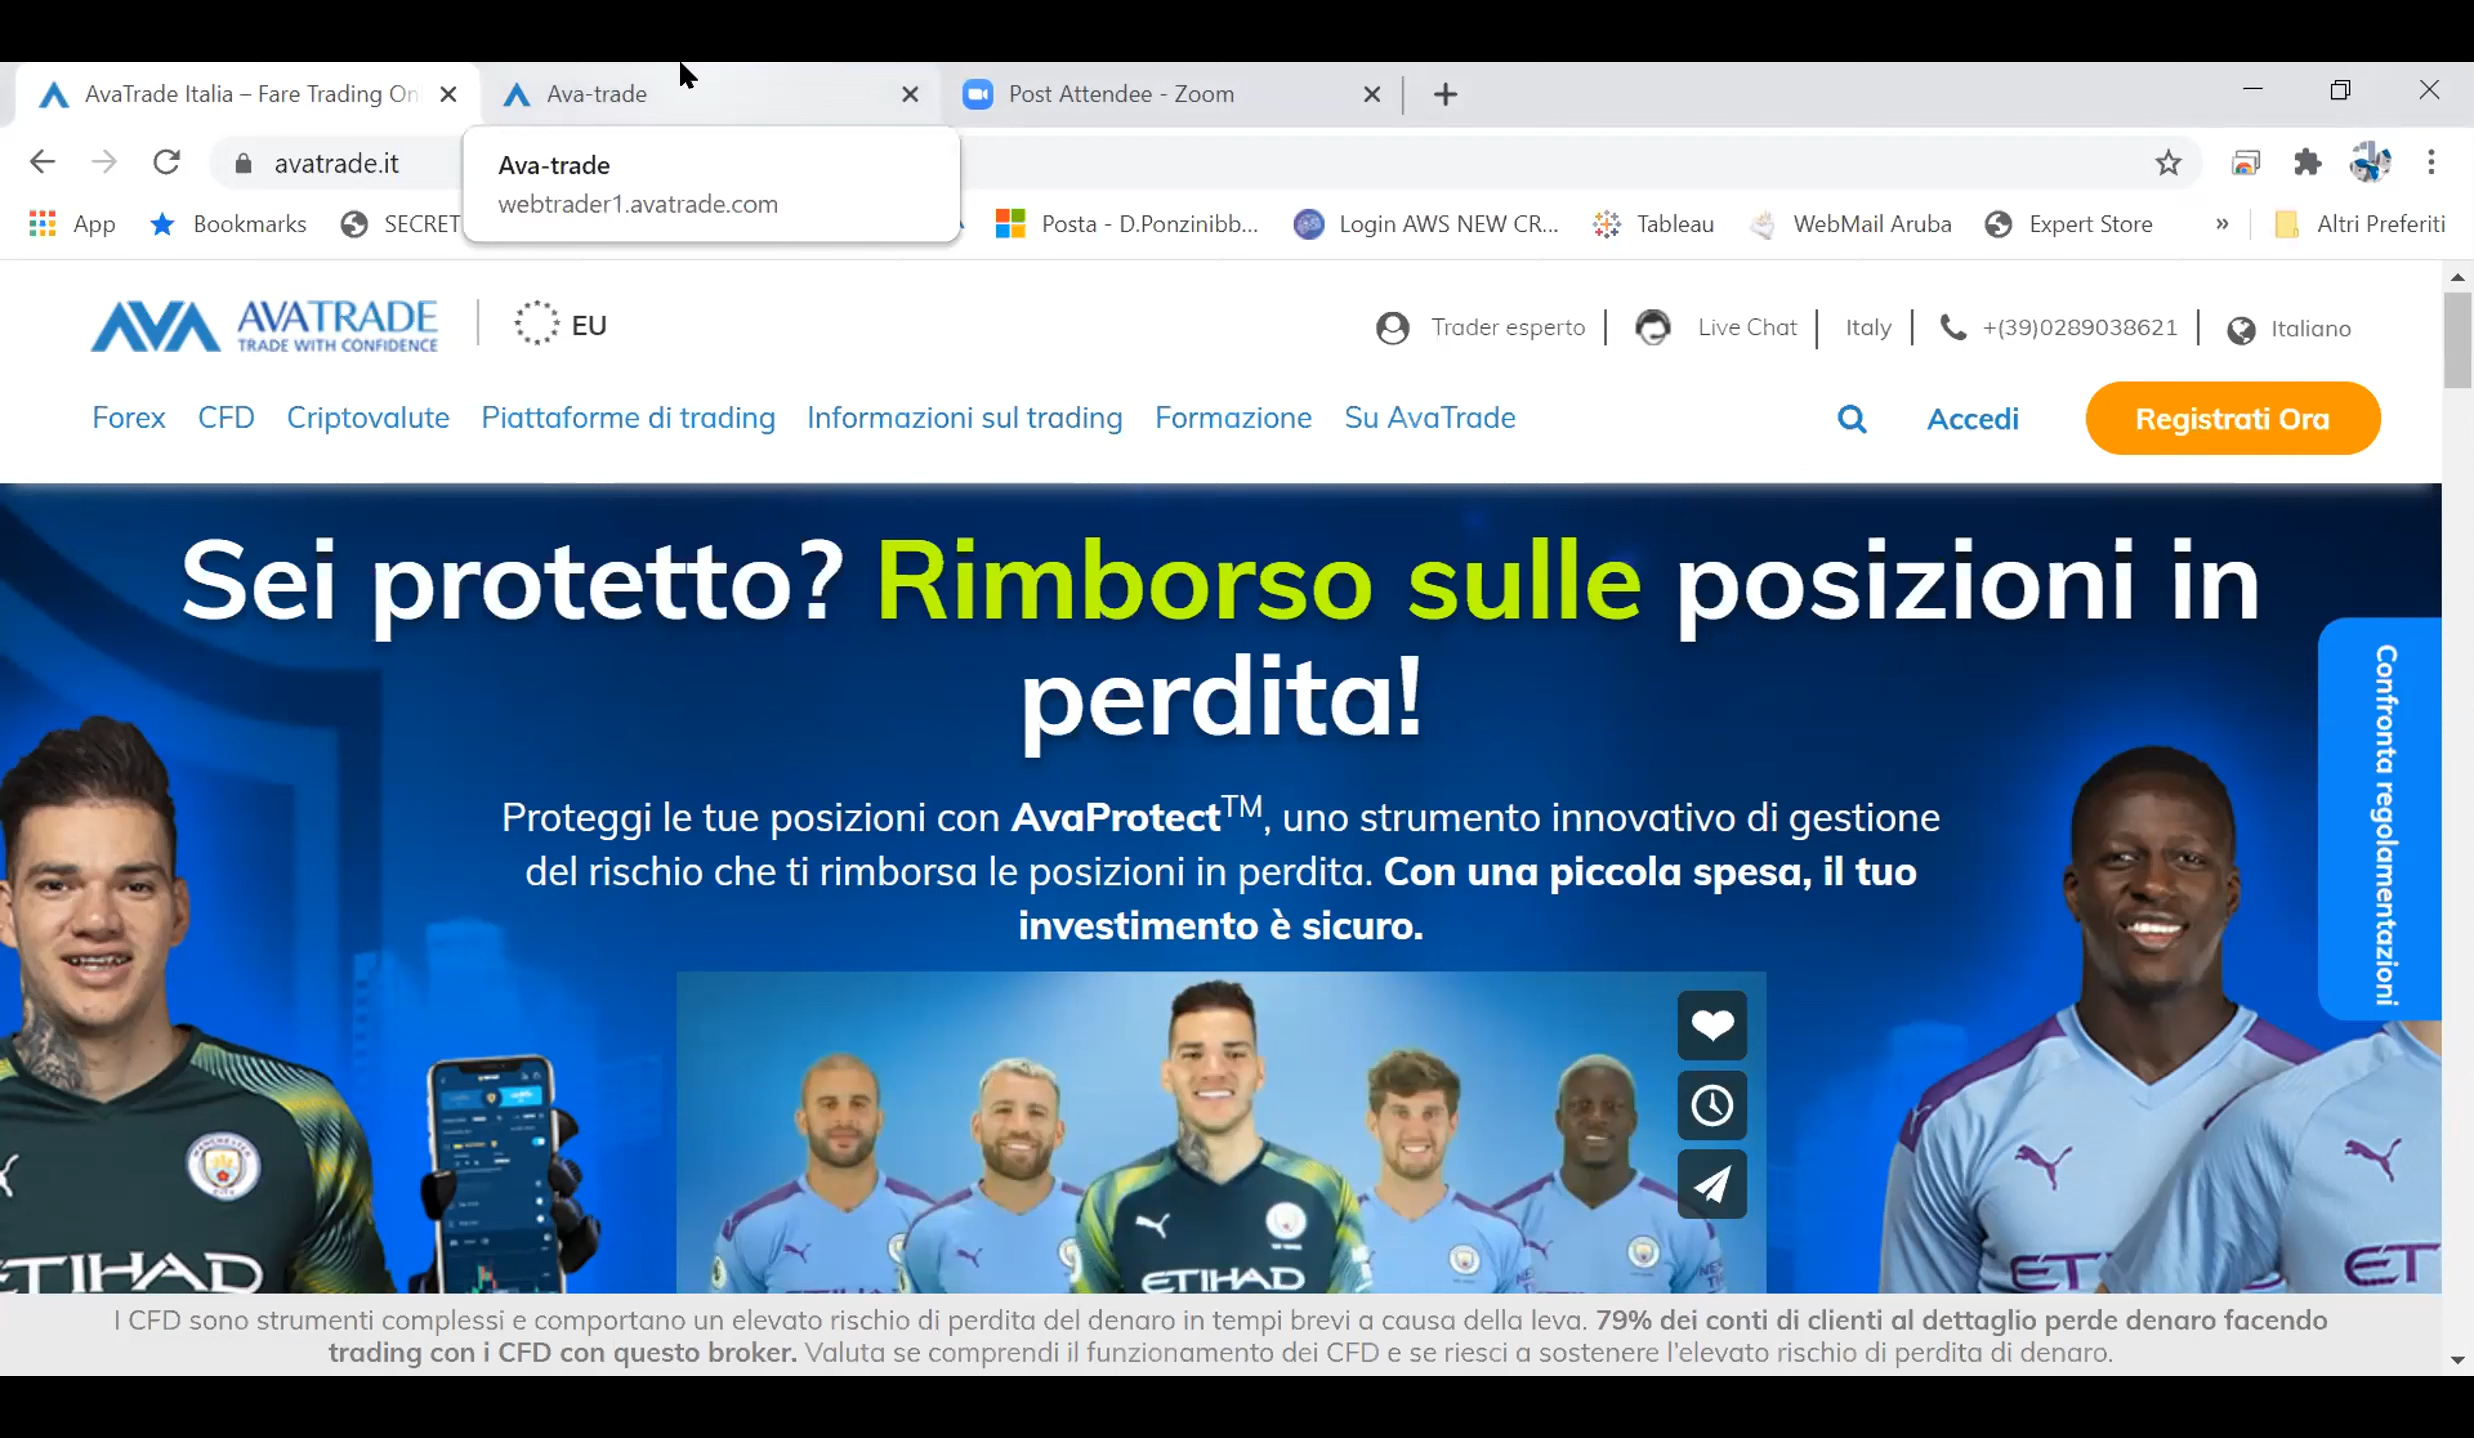 AvaTrade Italia – Fare Trading On
Ava-trade
Post Attendee - Zoom
avatrade.it
Ava-trade
webtrader1.avatrade.com
App
Bookmarks
SECRET
Posta - D.Ponzinibb...
Login AWS NEW CR...
Tableau
WebMail Aruba
Expert Store
»
Altri Preferiti
AVA AVATRADE
TRADE WITH CONFIDENCE
EU
Trader esperto
Live Chat
Italy
+(39)0289038621
Italiano
Forex CFD Criptovalute Piattaforme di trading Informazioni sul trading Formazione Su AvaTrade
Accedi
Registrati Ora
Sei protetto? Rimborso sulle posizioni in
perdita!
Proteggi le tue posizioni con AvaProtect™, uno strumento innovativo di gestione
del rischio che ti rimborsa le posizioni in perdita. Con una piccola spesa, il tuo
investimento è sicuro.
Confronta regolamentazioni
MANCHESTER
CITY
ETIHAD
ETIHAD
ET
ET
I CFD sono strumenti complessi e comportano un elevato rischio di perdita del denaro in tempi brevi a causa della leva. 79% dei conti di clienti al dettaglio perde denaro facendo
trading con i CFD con questo broker. Valuta se comprendi il funzionamento dei CFD e se riesci a sostenere l'elevato rischio di perdita di denaro.